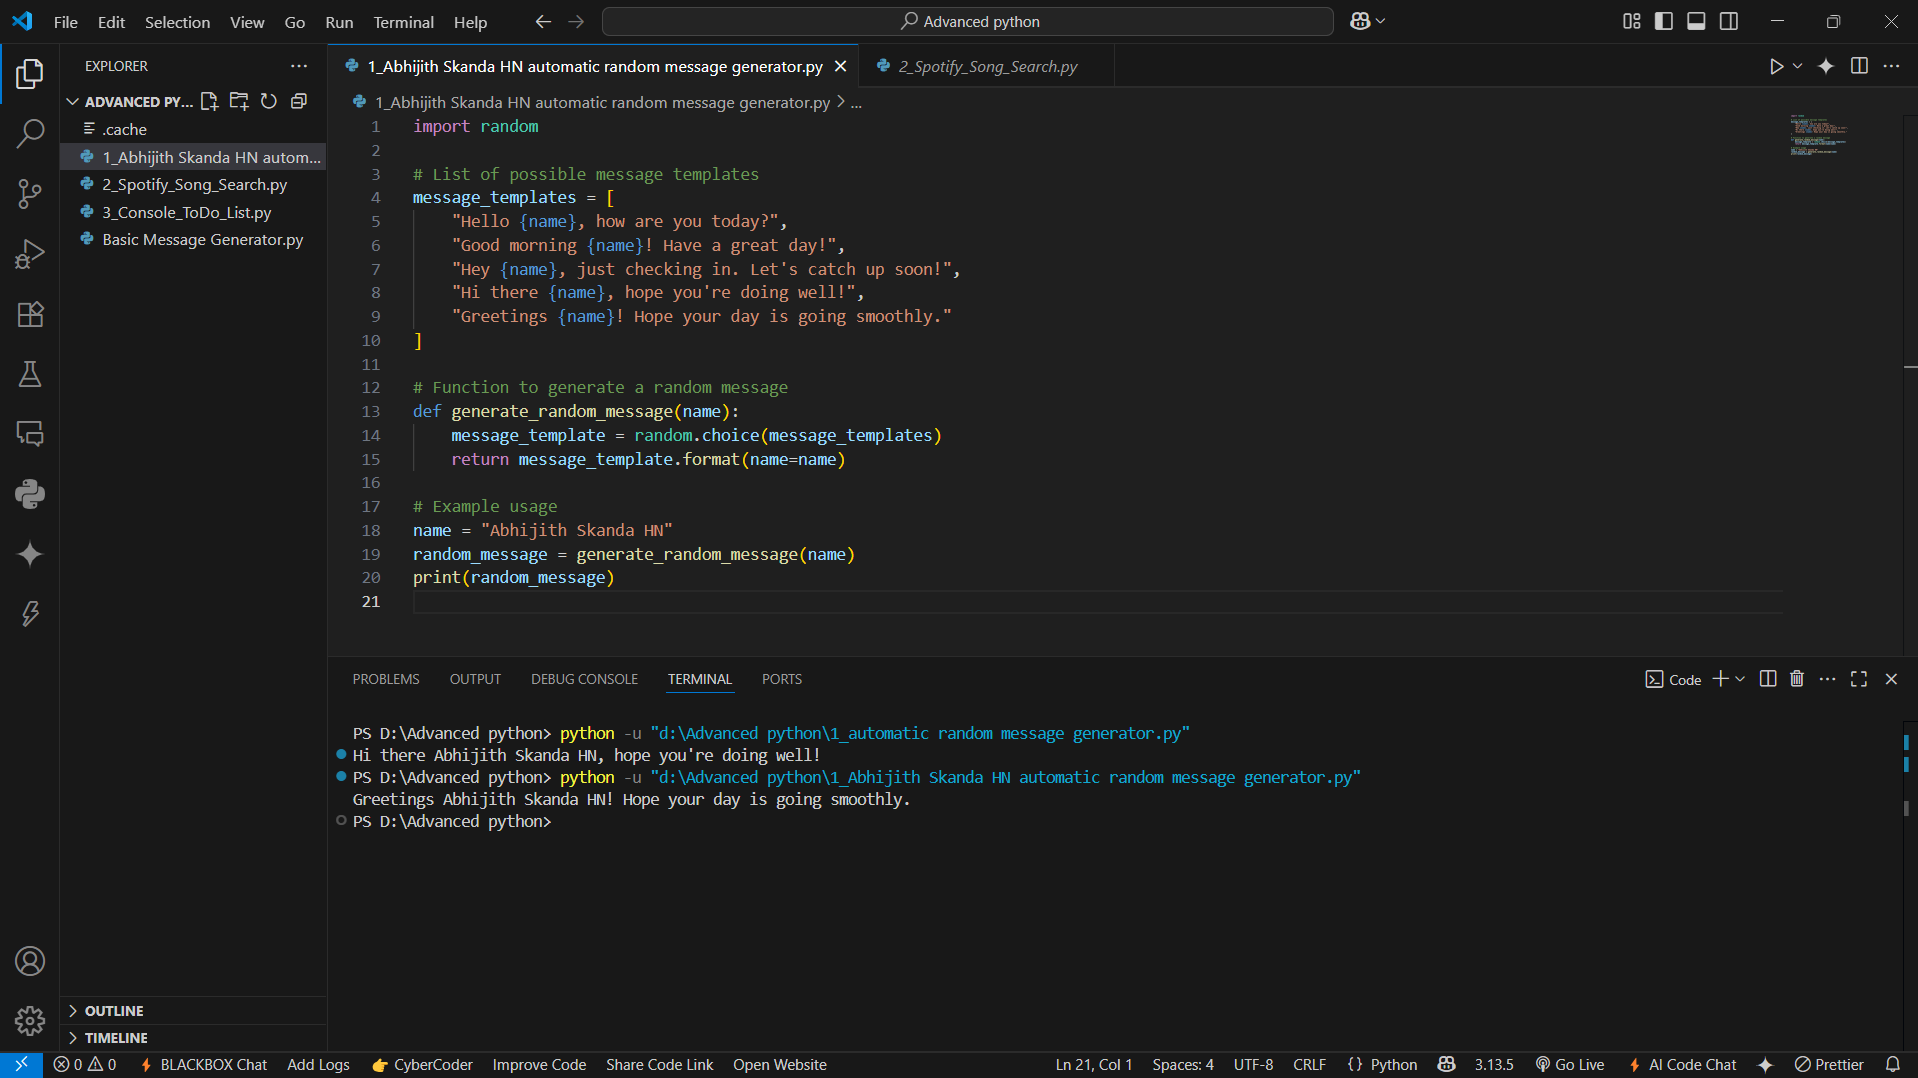 File Edit Selection View Go Run Terminal Help
Advanced python
EXPLORER
ADVANCED PY...
.cache
1_Abhijith Skanda HN autom...
2_Spotify_Song_Search.py
3_Console_ToDo_List.py
Basic Message Generator.py
OUTLINE
TIMELINE
1_Abhijith Skanda HN automatic random message generator.py
2_Spotify_Song_Search.py
1_Abhijith Skanda HN automatic random message generator.py > ...
1 import random
2
3 # List of possible message templates
4 message_templates = [
5 "Hello {name}, how are you today?",
6 "Good morning {name}! Have a great day!",
7 "Hey {name}, just checking in. Let's catch up soon!",
8 "Hi there {name}, hope you're doing well!",
9 "Greetings {name}! Hope your day is going smoothly."
10 ]
11
12 # Function to generate a random message
13 def generate_random_message(name):
14 message_template = random.choice(message_templates)
15 return message_template.format(name=name)
16
17 # Example usage
18 name = "Abhijith Skanda HN"
19 random_message = generate_random_message(name)
20 print(random_message)
21
PROBLEMS OUTPUT DEBUG CONSOLE TERMINAL PORTS
Code
PS D:\Advanced python> python -u "d:\Advanced python\1_automatic random message generator.py"
Hi there Abhijith Skanda HN, hope you're doing well!
PS D:\Advanced python> python -u "d:\Advanced python\1_Abhijith Skanda HN automatic random message generator.py"
Greetings Abhijith Skanda HN! Hope your day is going smoothly.
PS D:\Advanced python>
0 0 BLACKBOX Chat Add Logs 👉 CyberCoder Improve Code Share Code Link Open Website Ln 21, Col 1 Spaces: 4 UTF-8 CRLF {} Python 3.13.5 Go Live AI Code Chat Prettier